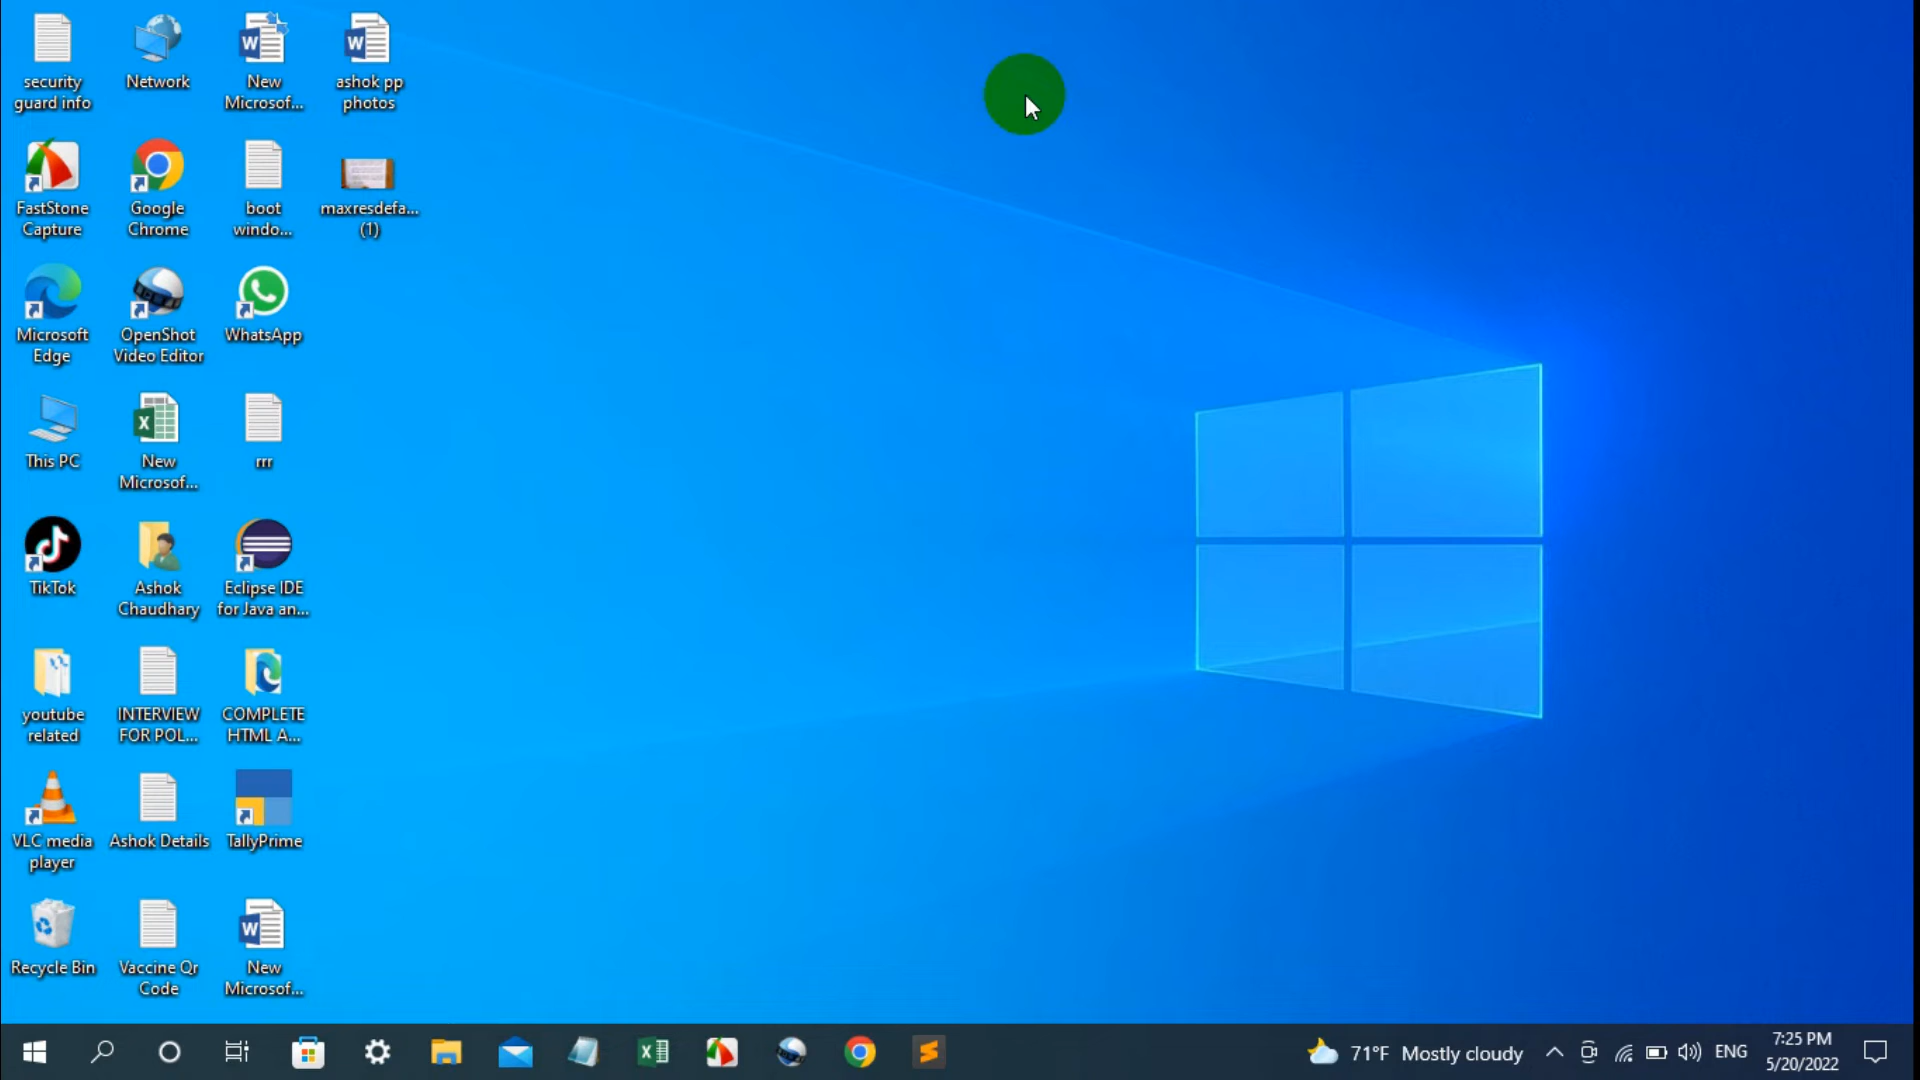 security
guard info
Network
New
Microsof...
ashok pp
photos
FastStone
Capture
Google
Chrome
boot
windo...
maxresdefa...
(1)
Microsoft
Edge
OpenShot
Video Editor
WhatsApp
This PC
New
Microsof...
rrr
TikTok
Ashok
Chaudhary
Eclipse IDE
for Java an...
youtube
related
INTERVIEW
FOR POL...
COMPLETE
HTML A...
VLC media
player
Ashok Details
TallyPrime
Recycle Bin
Vaccine Qr
Code
New
Microsof...
71°F Mostly cloudy
ENG
7:25 PM
5/20/2022